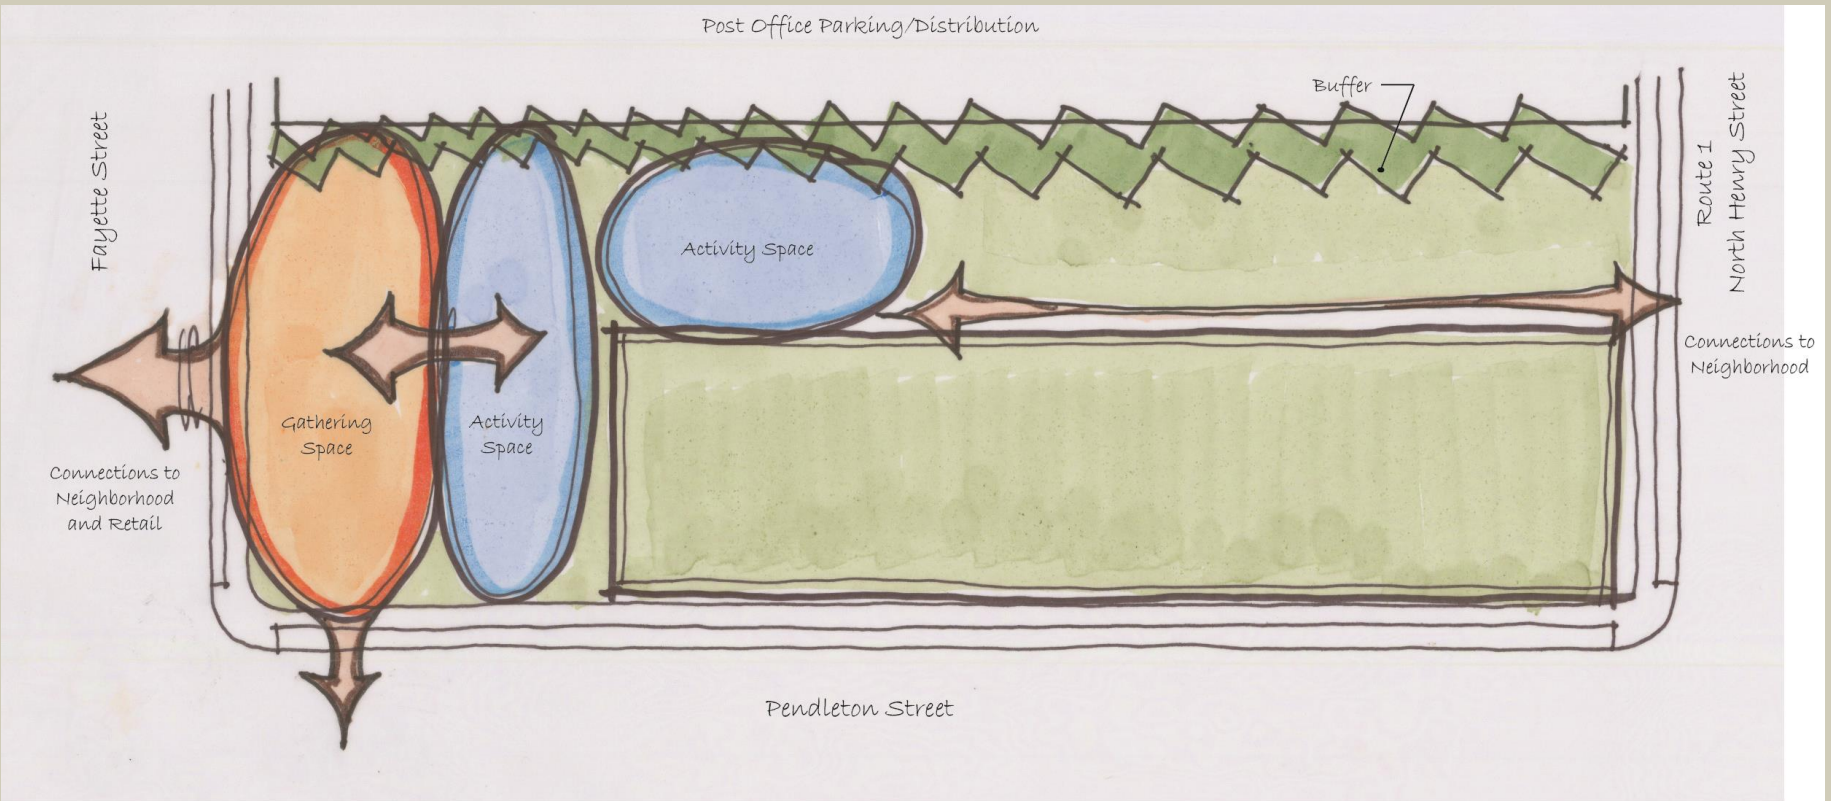 Post Office Parking/Distribution
Buffer
Fayette Street
Route 1
North Henry Street
Activity Space
Connections to
Neighborhood
Gathering
Space
Activity
Space
Connections to
Neighborhood
and Retail
Pendleton Street